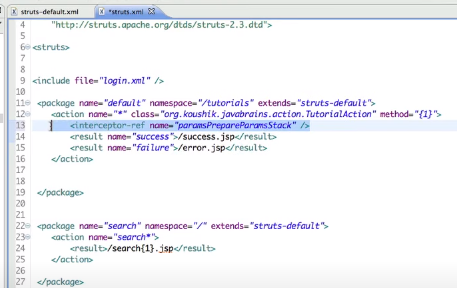 struts-default.xml *struts.xml
4 "http://struts.apache.org/dtds/struts-2.3.dtd">
5
6 <struts>
7
8
9 <include file="login.xml" />
10
11 <package name="default" namespace="/tutorials" extends="struts-default">
12 <action name="*" class="org.koushik.javabrains.action.TutorialAction" method="{1}">
13 <interceptor-ref name="paramsPrepareParamsStack" />
14 <result name="success">/success.jsp</result>
15 <result name="failure">/error.jsp</result>
16 </action>
17
18
19 </package>
20
21
22 <package name="search" namespace="/" extends="struts-default">
23 <action name="search*">
24 <result>/search{1}.jsp</result>
25 </action>
26
27 </package>